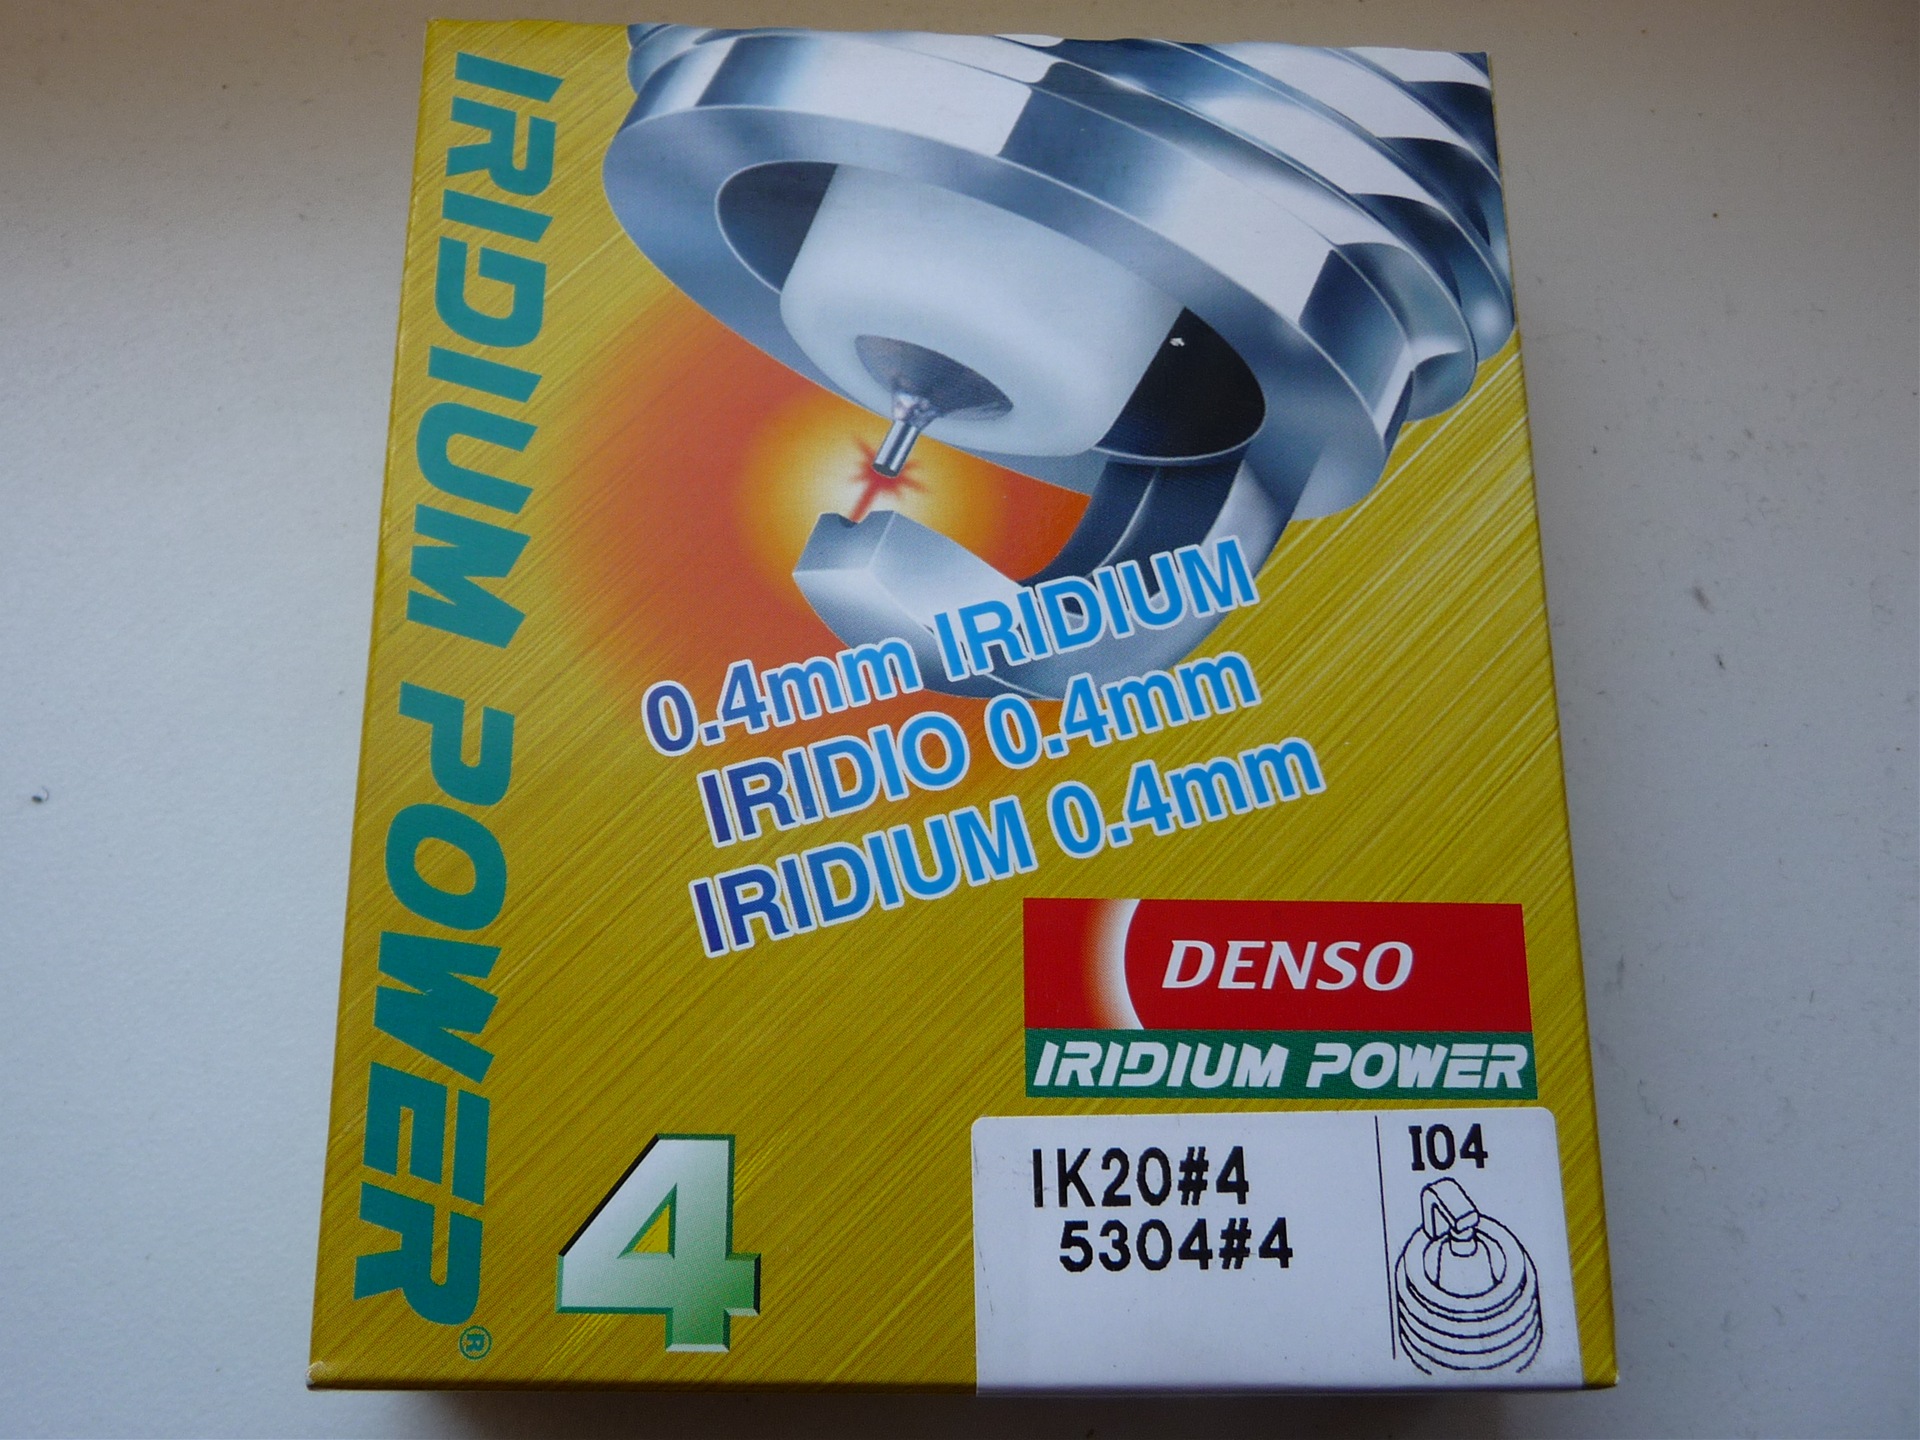 IRIDIUM POWER®
0.4mm IRIDIUM
IRIDIO 0.4mm
IRIDIUM 0.4mm
DENSO
IRIDIUM POWER
4
IK20#4
5304#4
I04